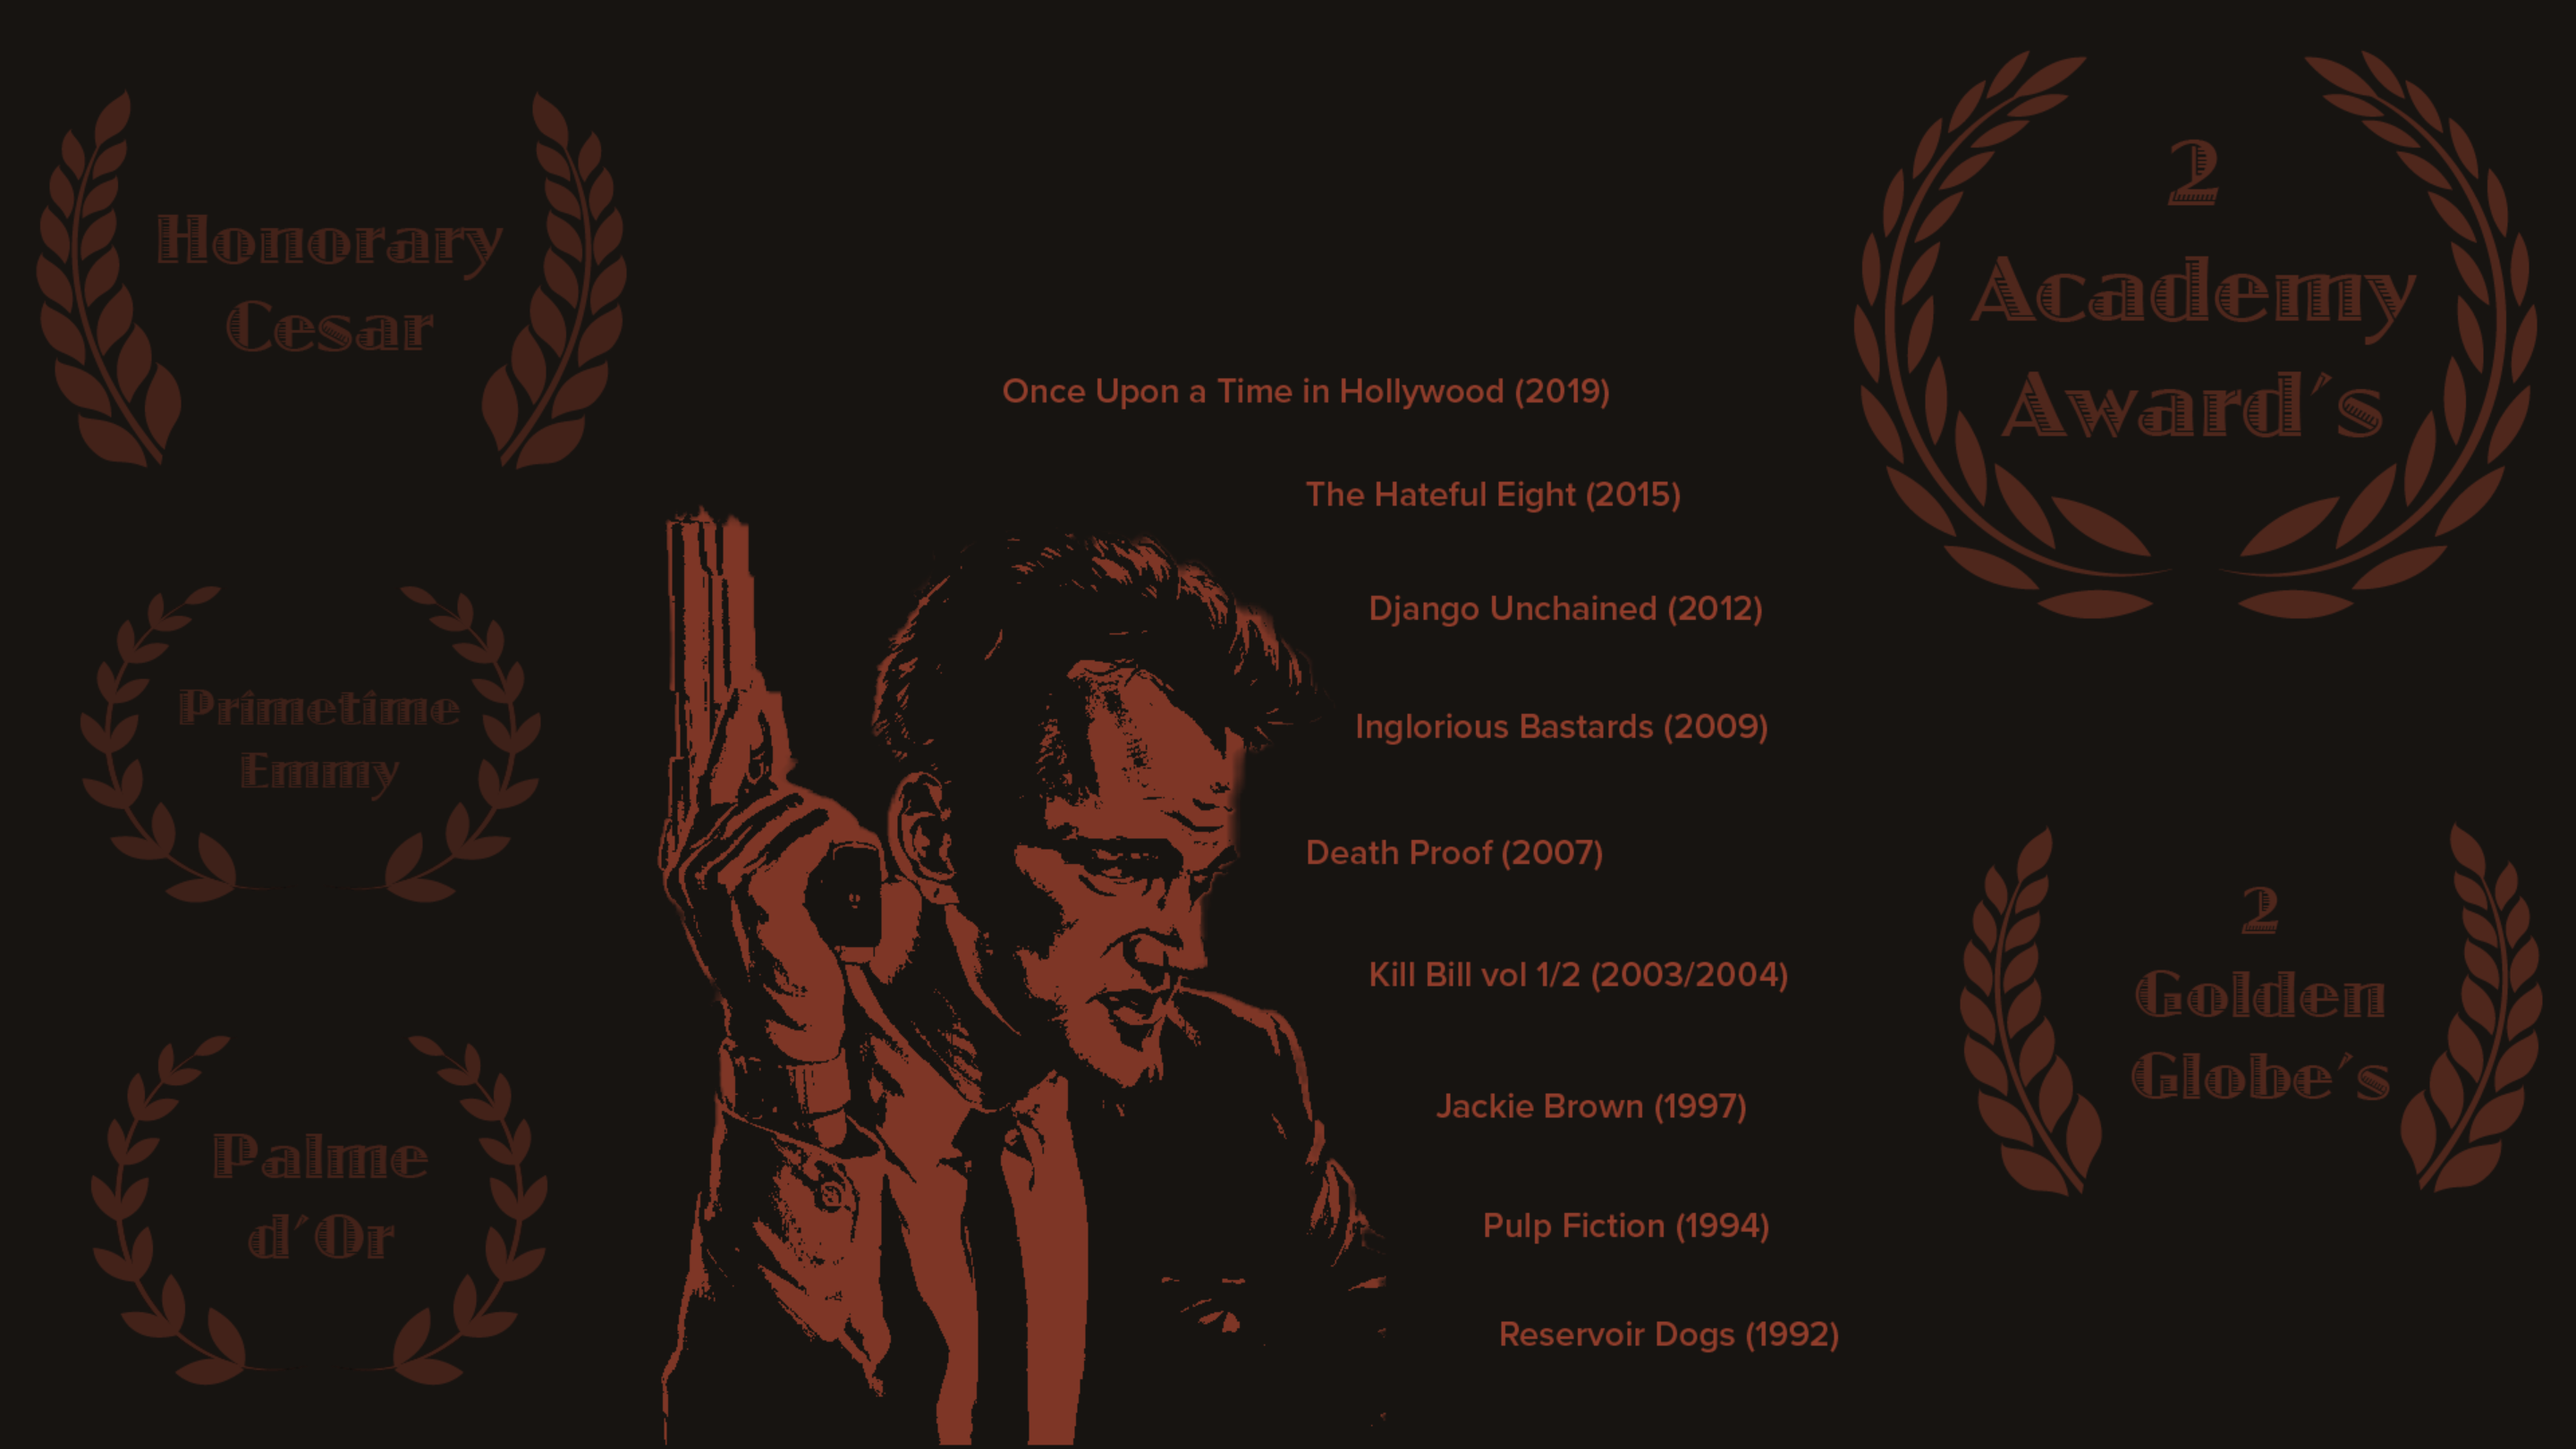 Honorary
Cesar
Primetime
Emmy
Palme
d'Or
Once Upon a Time in Hollywood (2019)
The Hateful Eight (2015)
Django Unchained (2012)
Inglorious Bastards (2009)
Death Proof (2007)
Kill Bill vol 1/2 (2003/2004)
Jackie Brown (1997)
Pulp Fiction (1994)
Reservoir Dogs (1992)
2
Academy
Award's
2
Golden
Globe's